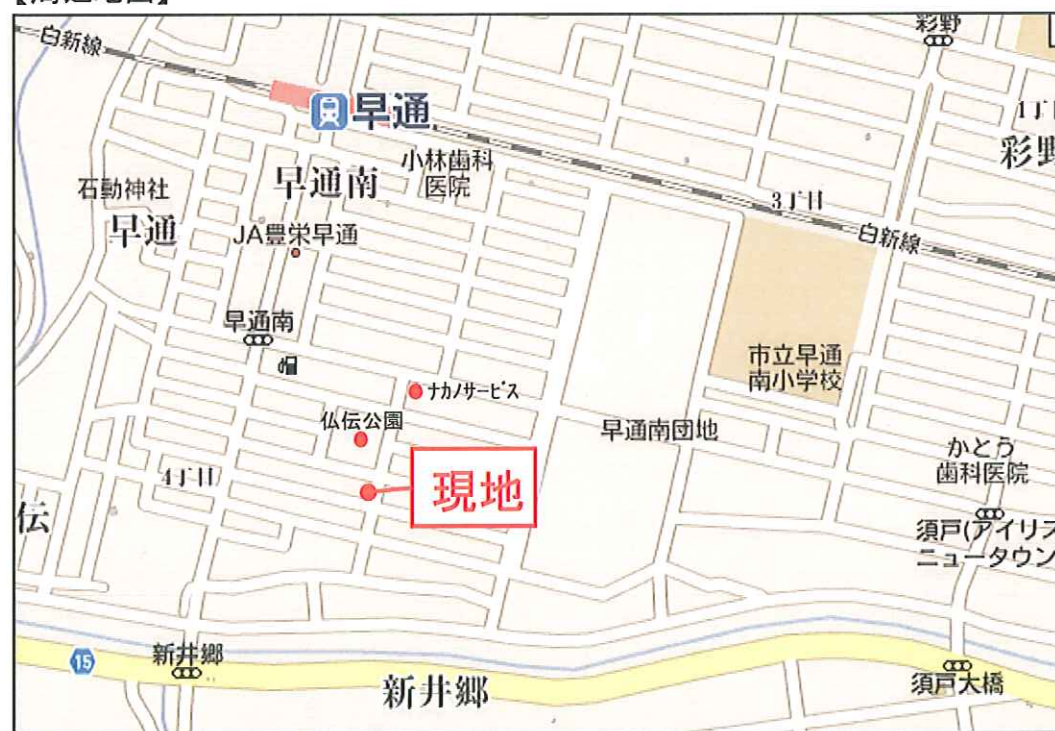 【周辺地図】
白新線
彩野
早通
1丁目
彩野
小林歯科
医院
石動神社
早通南
3丁目
早通
JA豊栄早通
白新線
早通南
市立早通
南小学校
ナカノサービス
仏伝公園
早通南団地
かとう
歯科医院
4丁目
現地
伝
須戸(アイリス
ニュータウン
新井郷
15
新井郷
須戸大橋